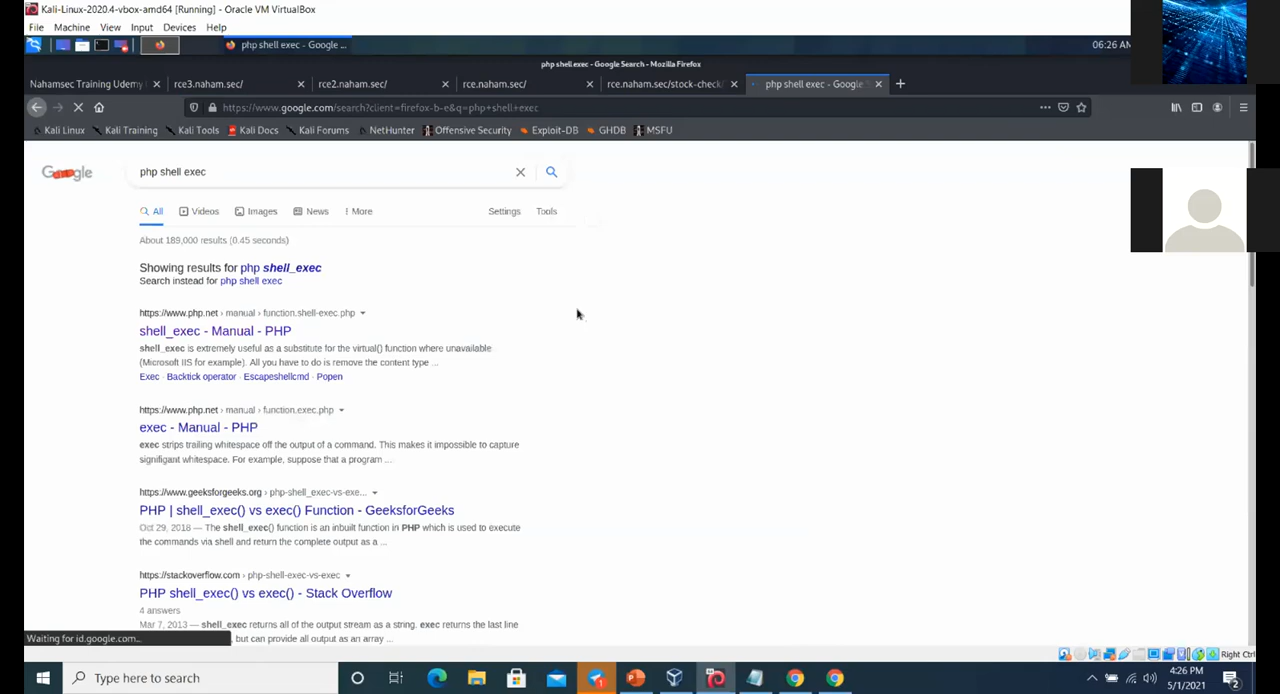 Kali-Linux-2020.4-vbox-amd64 [Running] - Oracle VM VirtualBox
File Machine View Input Devices Help
php shell exec - Google ...
06:26 AM
php shell exec - Google Search - Mozilla Firefox
Nahamsec Training Udemy
rce3.naham.sec/
rce2.naham.sec/
rce.naham.sec/
rce.naham.sec/stock-check/
php shell exec - Google
https://www.google.com/search?client=firefox-b-e&q=php+shell+exec
Kali Linux Kali Training Kali Tools Kali Docs Kali Forums NetHunter Offensive Security Exploit-DB GHDB MSFU
Google
php shell exec
All Videos Images News More Settings Tools
About 189,000 results (0.45 seconds)
Showing results for php shell_exec
Search instead for php shell exec
https://www.php.net › manual › function.shell-exec.php
shell_exec - Manual - PHP
shell_exec is extremely useful as a substitute for the virtual() function where unavailable
(Microsoft IIS for example). All you have to do is remove the content type ...
Exec · Backtick operator · Escapeshellcmd · Popen
https://www.php.net › manual › function.exec.php
exec - Manual - PHP
exec strips trailing whitespace off the output of a command. This makes it impossible to capture
signifigant whitespace. For example, suppose that a program ...
https://www.geeksforgeeks.org › php-shell_exec-vs-exe...
PHP | shell_exec() vs exec() Function - GeeksforGeeks
Oct 29, 2018 — The shell_exec() function is an inbuilt function in PHP which is used to execute
the commands via shell and return the complete output as a ...
https://stackoverflow.com › php-shell-exec-vs-exec
PHP shell_exec() vs exec() - Stack Overflow
4 answers
Mar 7, 2013 — shell_exec returns all of the output stream as a string. exec returns the last line
Waiting for id.google.com...
, but can provide all output as an array ...
Right Ctrl
Type here to search
4:26 PM
5/1/2021
2